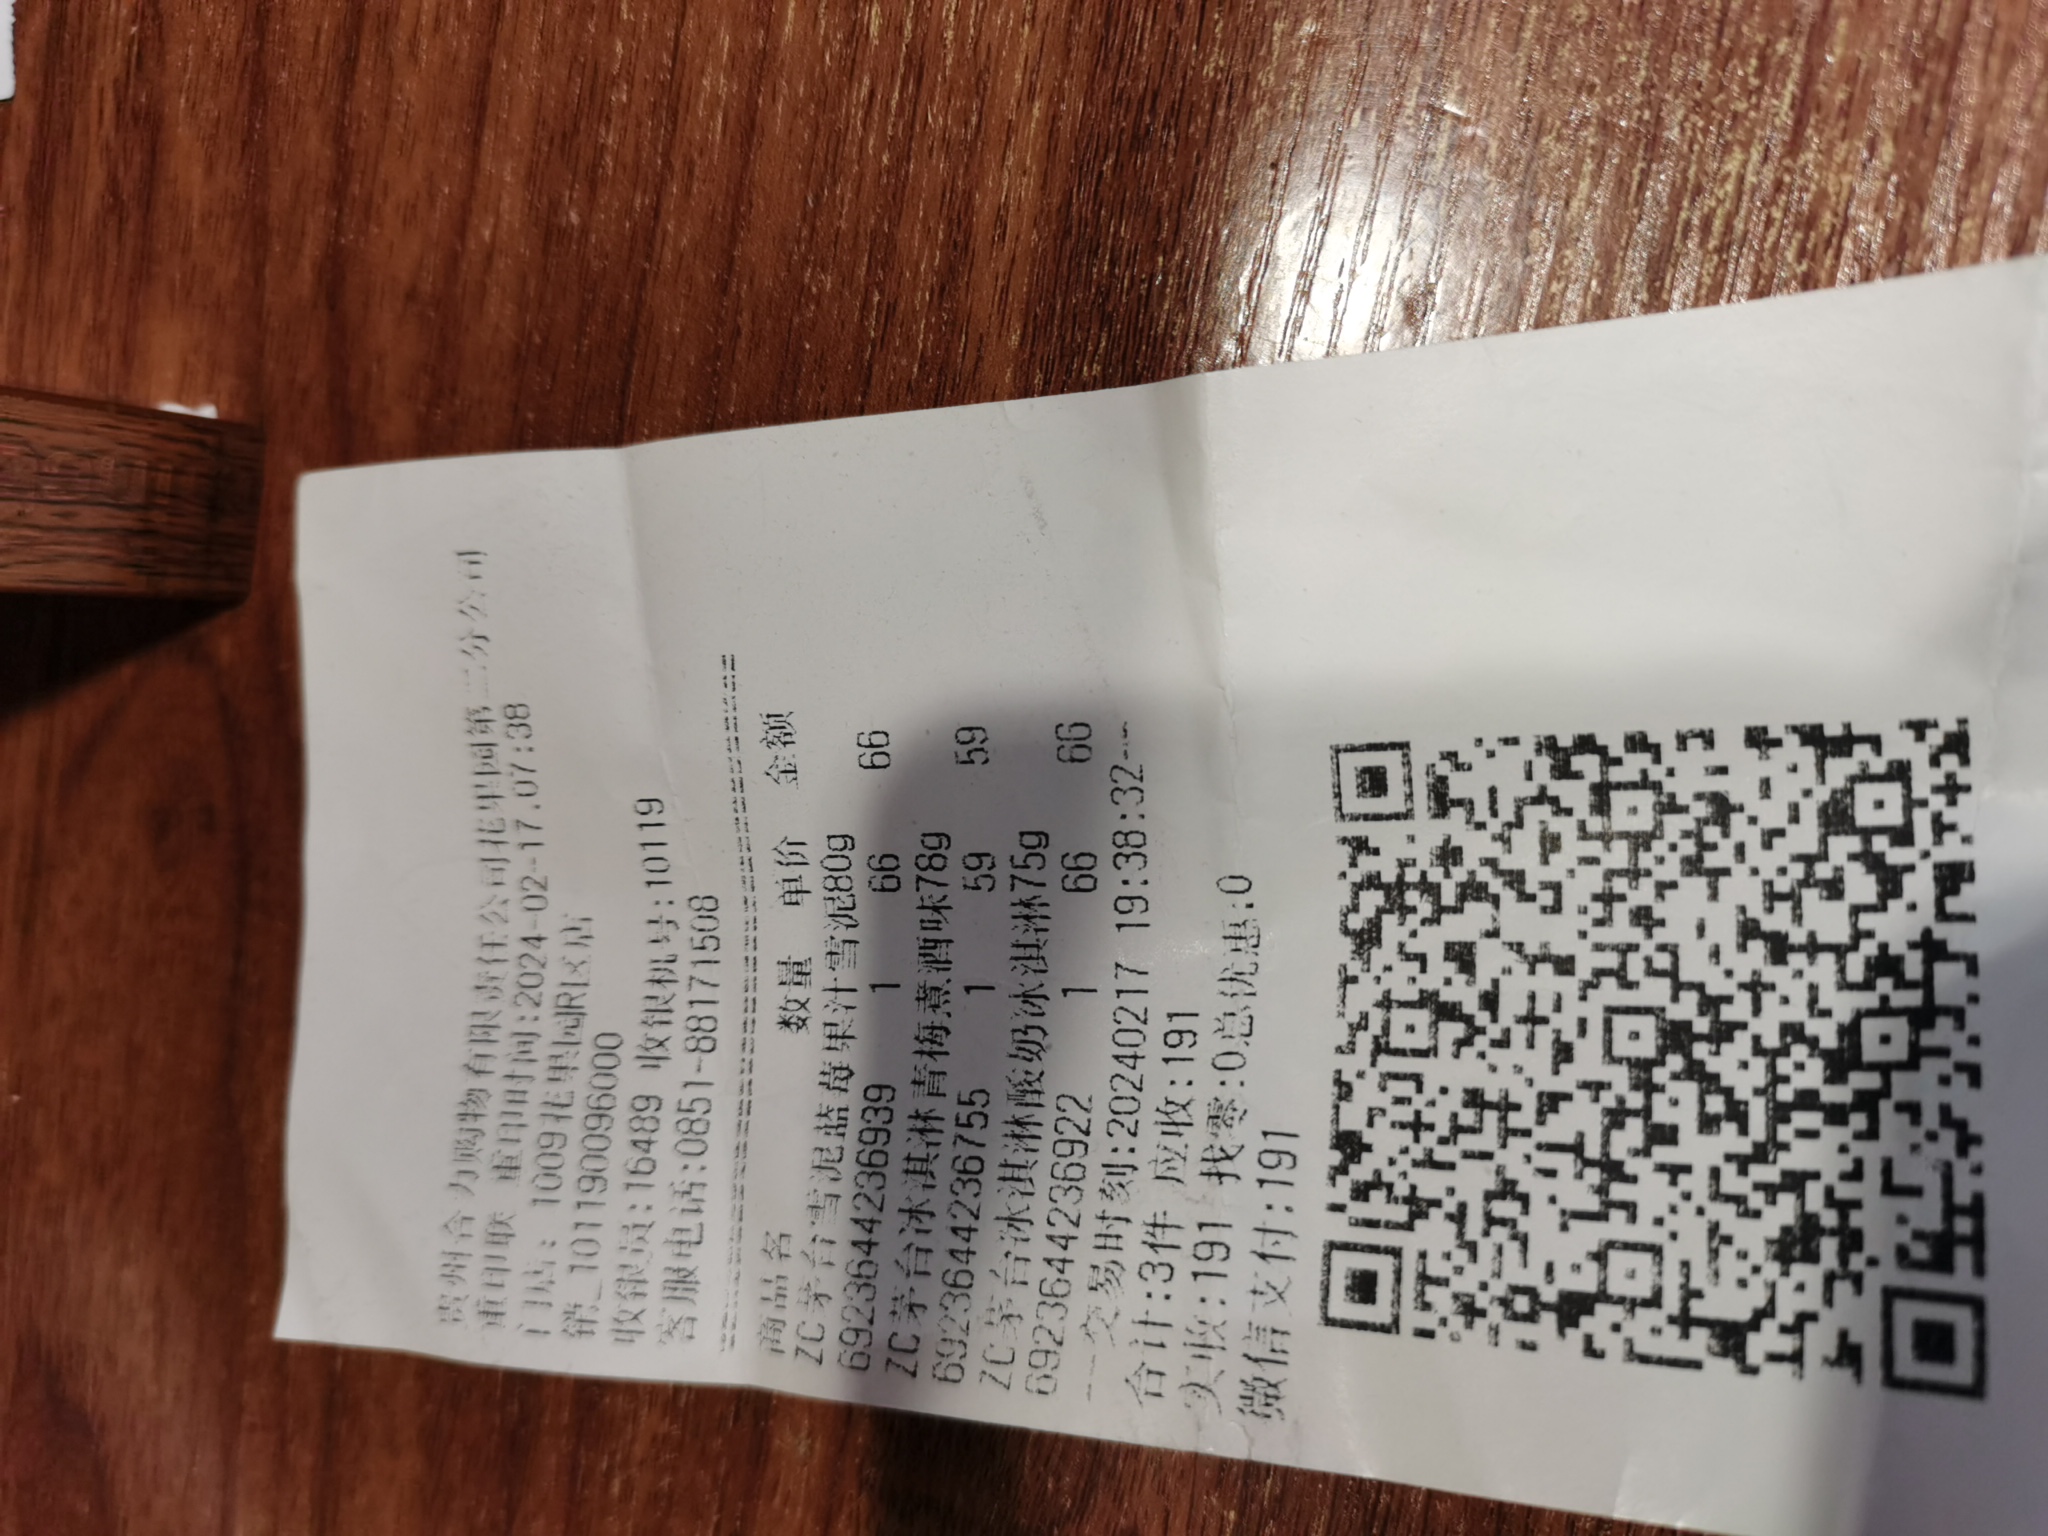 贵州合力购物有限责任公司花果园第二分公司
重印联 重印时间:2024-02-17.07:38
门店: 1009花果园R区店
销_101190096000
收银员:16489 收银机号:10119
客服电话:0851-88171508
商品名 数量 单价 金额
ZC茅台雪泥蓝莓果汁雪泥80g
6923644236939 1 66 66
ZC茅台冰淇淋青梅煮酒味78g
6923644236755 1 59 59
ZC茅台冰淇淋酸奶冰淇淋75g
6923644236922 1 66 66
---交易时刻:20240217 19:38:32--
合计:3件 应收:191
实收:191 找零:0总优惠:0
微信支付:191